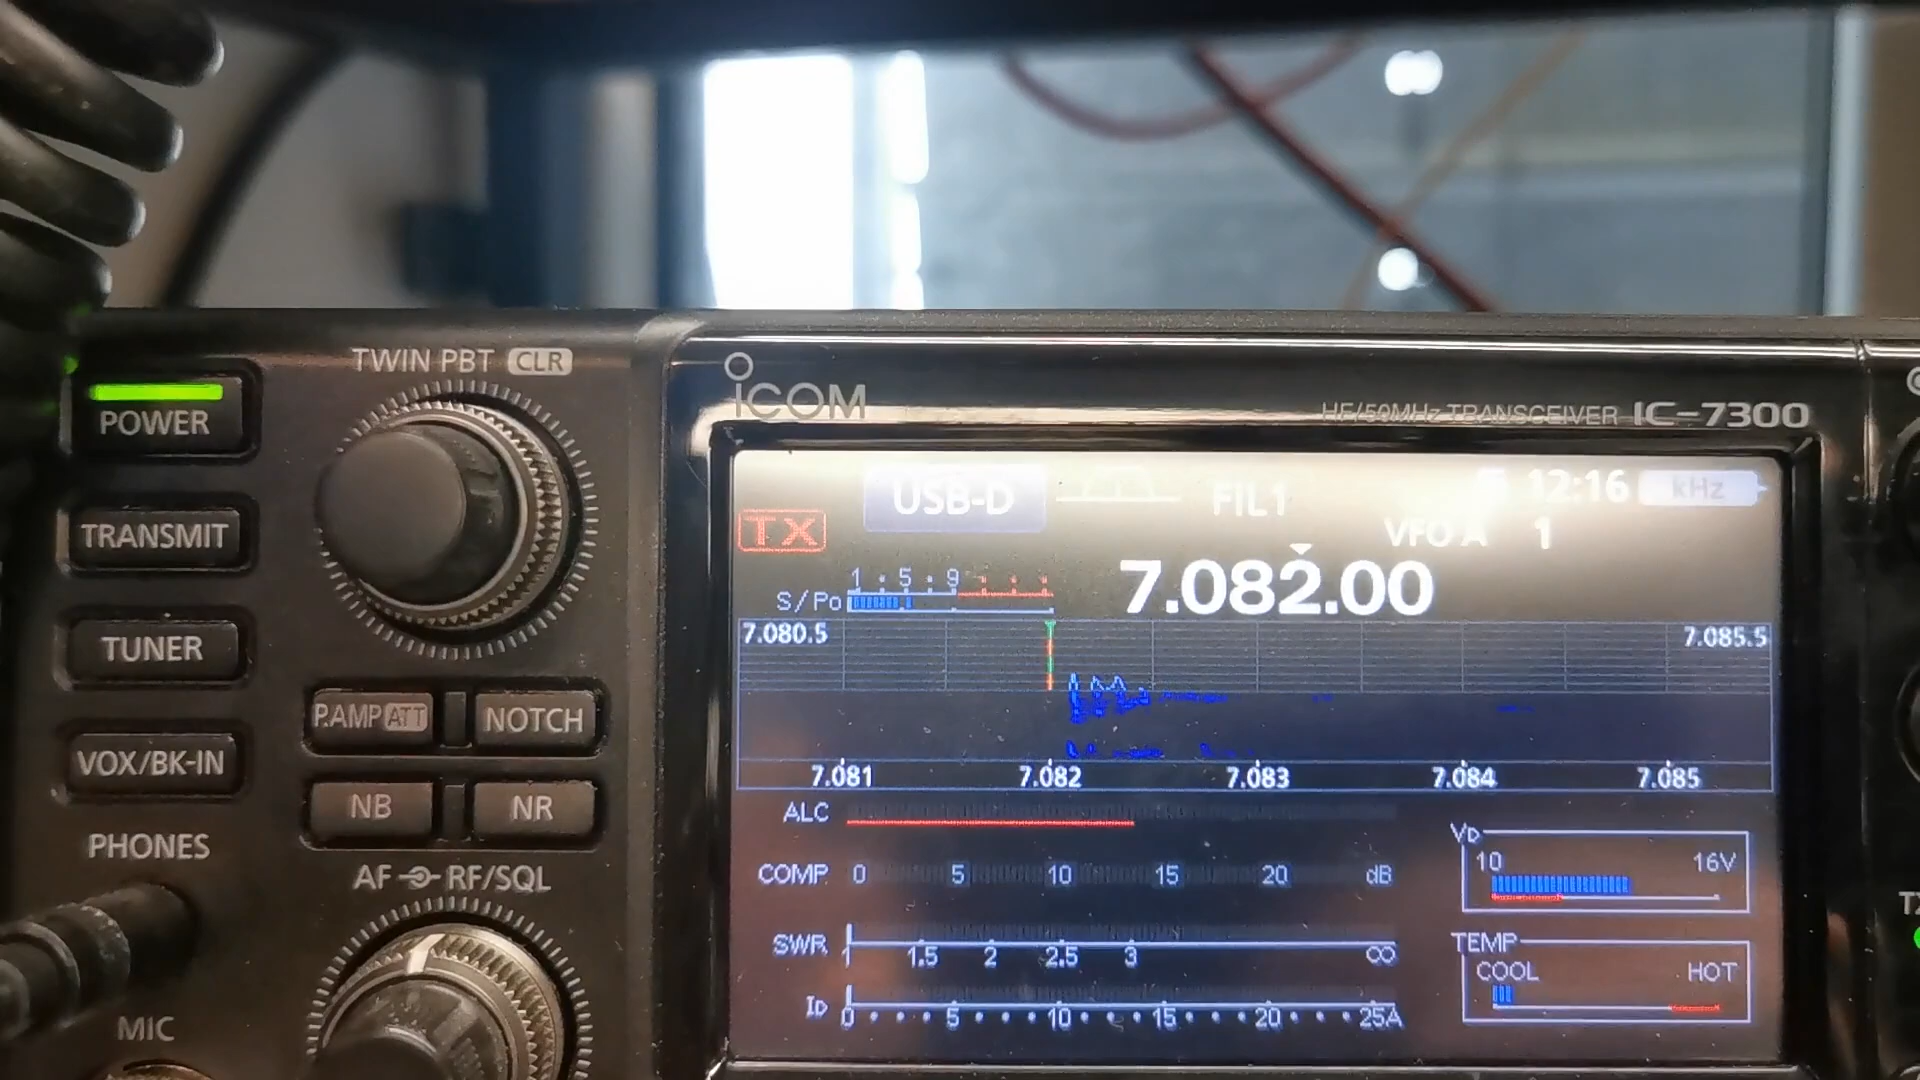 TWIN PBT CLR
POWER
TRANSMIT
TUNER
P.AMP ATT
NOTCH
VOX/BK-IN
NB
NR
PHONES
AF RF/SQL
MIC
ICOM
HF/50MHz TRANSCEIVER IC-7300
USB-D FIL1 12:16 kHz
TX
VFO A 1
7.082.00
1 5 9
S/Po
7.080.5 7.085.5
7.081 7.082 7.083 7.084 7.085
ALC
COMP 0 5 10 15 20 dB
SWR 1 1.5 2 2.5 3 ∞
ID 0 5 10 15 20 25A
VD
10 16V
TEMP
COOL HOT